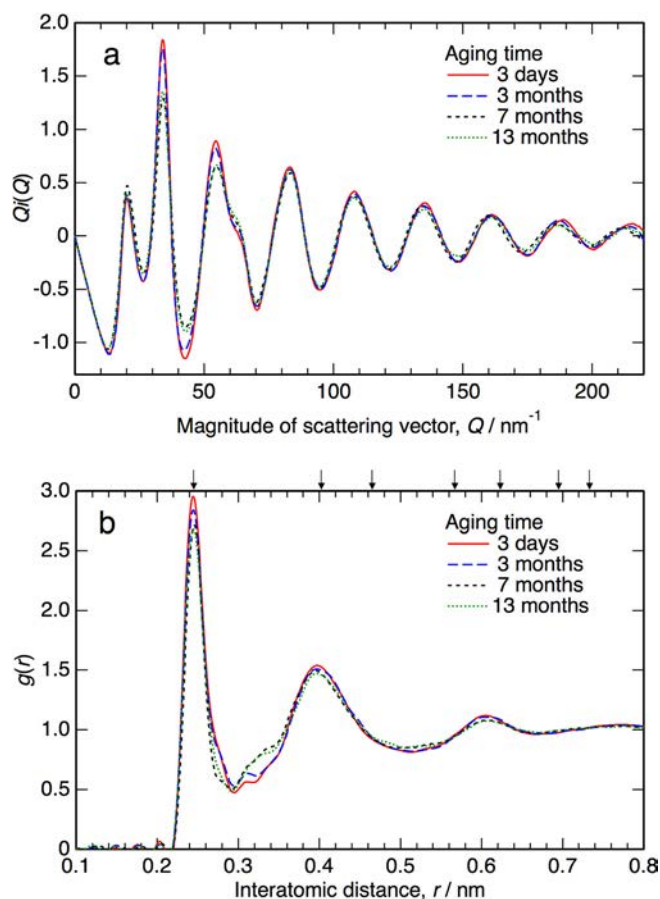 2.0
a
Aging time
3 days
1.5
3 months
7 months
1.0
13 months
Qi(Q)
0.5
0
-0.5
-1.0
0 50 100 150 200
Magnitude of scattering vector, Q / nm⁻¹
3.0
b
Aging time
3 days
2.5
3 months
7 months
2.0
13 months
g(r)
1.5
1.0
0.5
0
0.1 0.2 0.3 0.4 0.5 0.6 0.7 0.8
Interatomic distance, r / nm